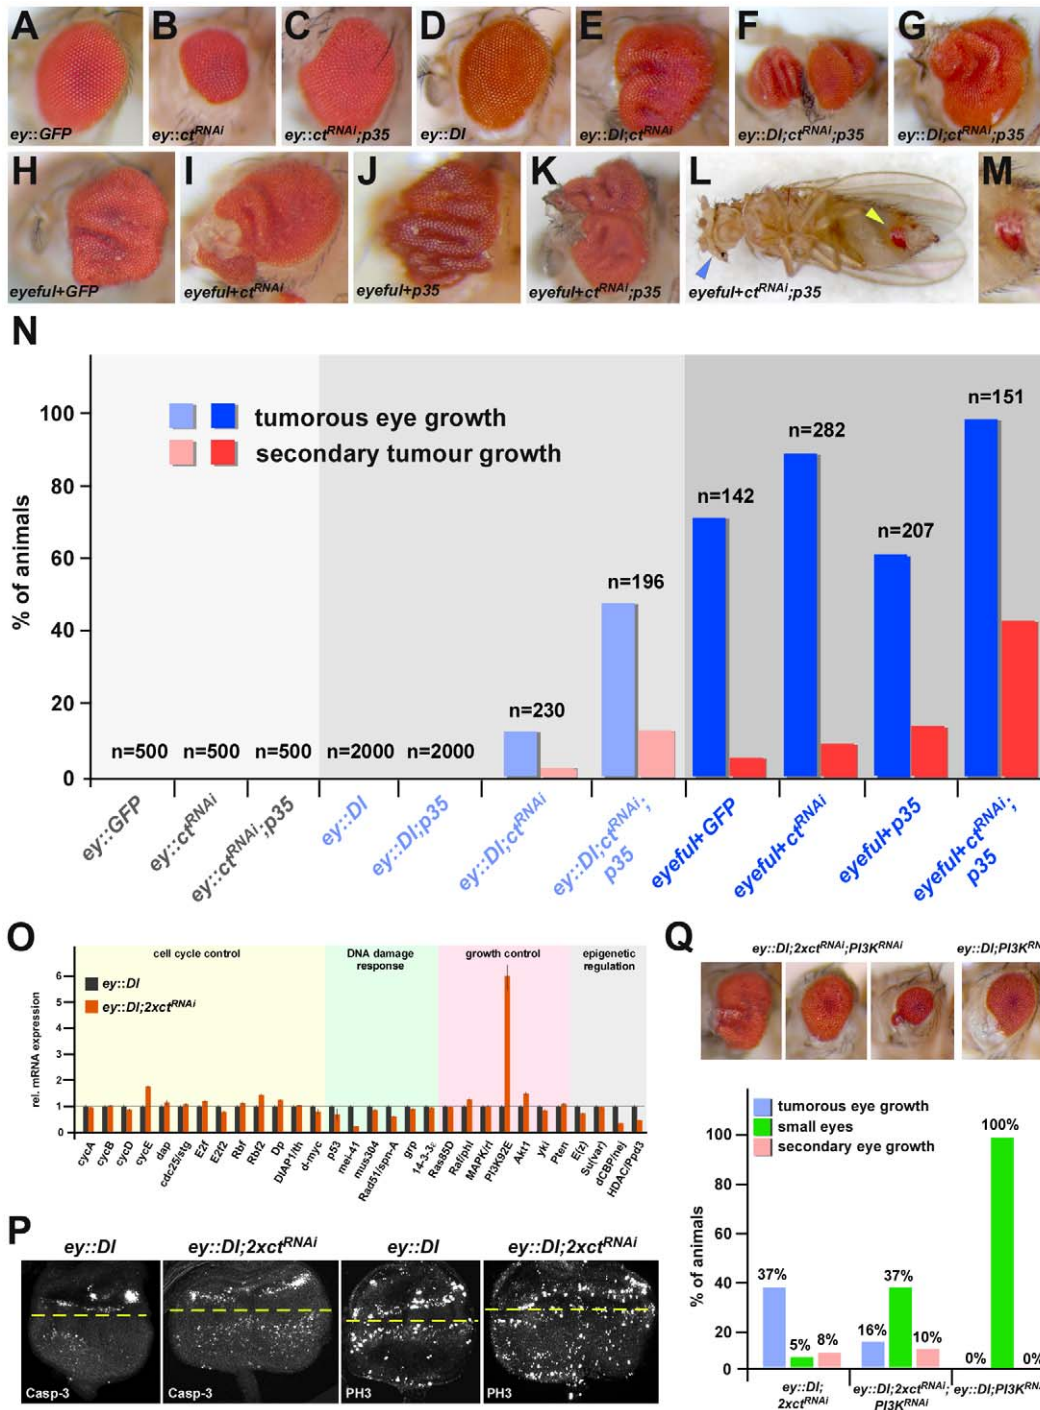 A
B
C
D
E
F
G
ey::GFP
ey::ct^RNAi
ey::ct^RNAi;p35
ey::Dl
ey::Dl;ct^RNAi
ey::Dl;ct^RNAi;p35
ey::Dl;ct^RNAi;p35
H
I
J
K
L
M
eyeful+GFP
eyeful+ct^RNAi
eyeful+p35
eyeful+ct^RNAi;p35
eyeful+ct^RNAi;p35
N
% of animals
100
80
60
40
20
0
tumorous eye growth
secondary tumour growth
n=500
n=500
n=500
n=2000
n=2000
n=230
n=196
n=142
n=282
n=207
n=151
ey::GFP
ey::ct^RNAi
ey::ct^RNAi;p35
ey::Dl
ey::Dl;p35
ey::Dl;ct^RNAi
ey::Dl;ct^RNAi;
p35
eyeful+GFP
eyeful+ct^RNAi
eyeful+p35
eyeful+ct^RNAi;
p35
O
cell cycle control
DNA damage
response
growth control
epigenetic
regulation
rel. mRNA expression
6
5
4
3
2
1
0
ey::Dl
ey::Dl;2xct^RNAi
cycA
cycB
cycD
cycE
dap
cdc25/stg
E2f
E2f2
Rbf
Rbf2
Dp
DIAP1/th
d-myc
p53
mei-41
mus304
Rad51/spn-A
grp
14-3-3ε
Ras85D
Raf/phl
MAPK/rl
PI3K92E
Akt1
yki
Pten
E(z)
Su(var)
dCBP/nej
HDAC/Rpd3
P
ey::Dl
ey::Dl;2xct^RNAi
ey::Dl
ey::Dl;2xct^RNAi
Casp-3
Casp-3
PH3
PH3
Q
ey::Dl;2xct^RNAi;PI3K^RNAi
ey::Dl;PI3K^RN
tumorous eye growth
small eyes
secondary eye growth
% of animals
100
80
60
40
20
0
37%
5%
8%
16%
37%
10%
0%
100%
0%
ey::Dl;
2xct^RNAi
ey::Dl;2xct^RNAi;
PI3K^RNAi
ey::Dl;PI3K^RN